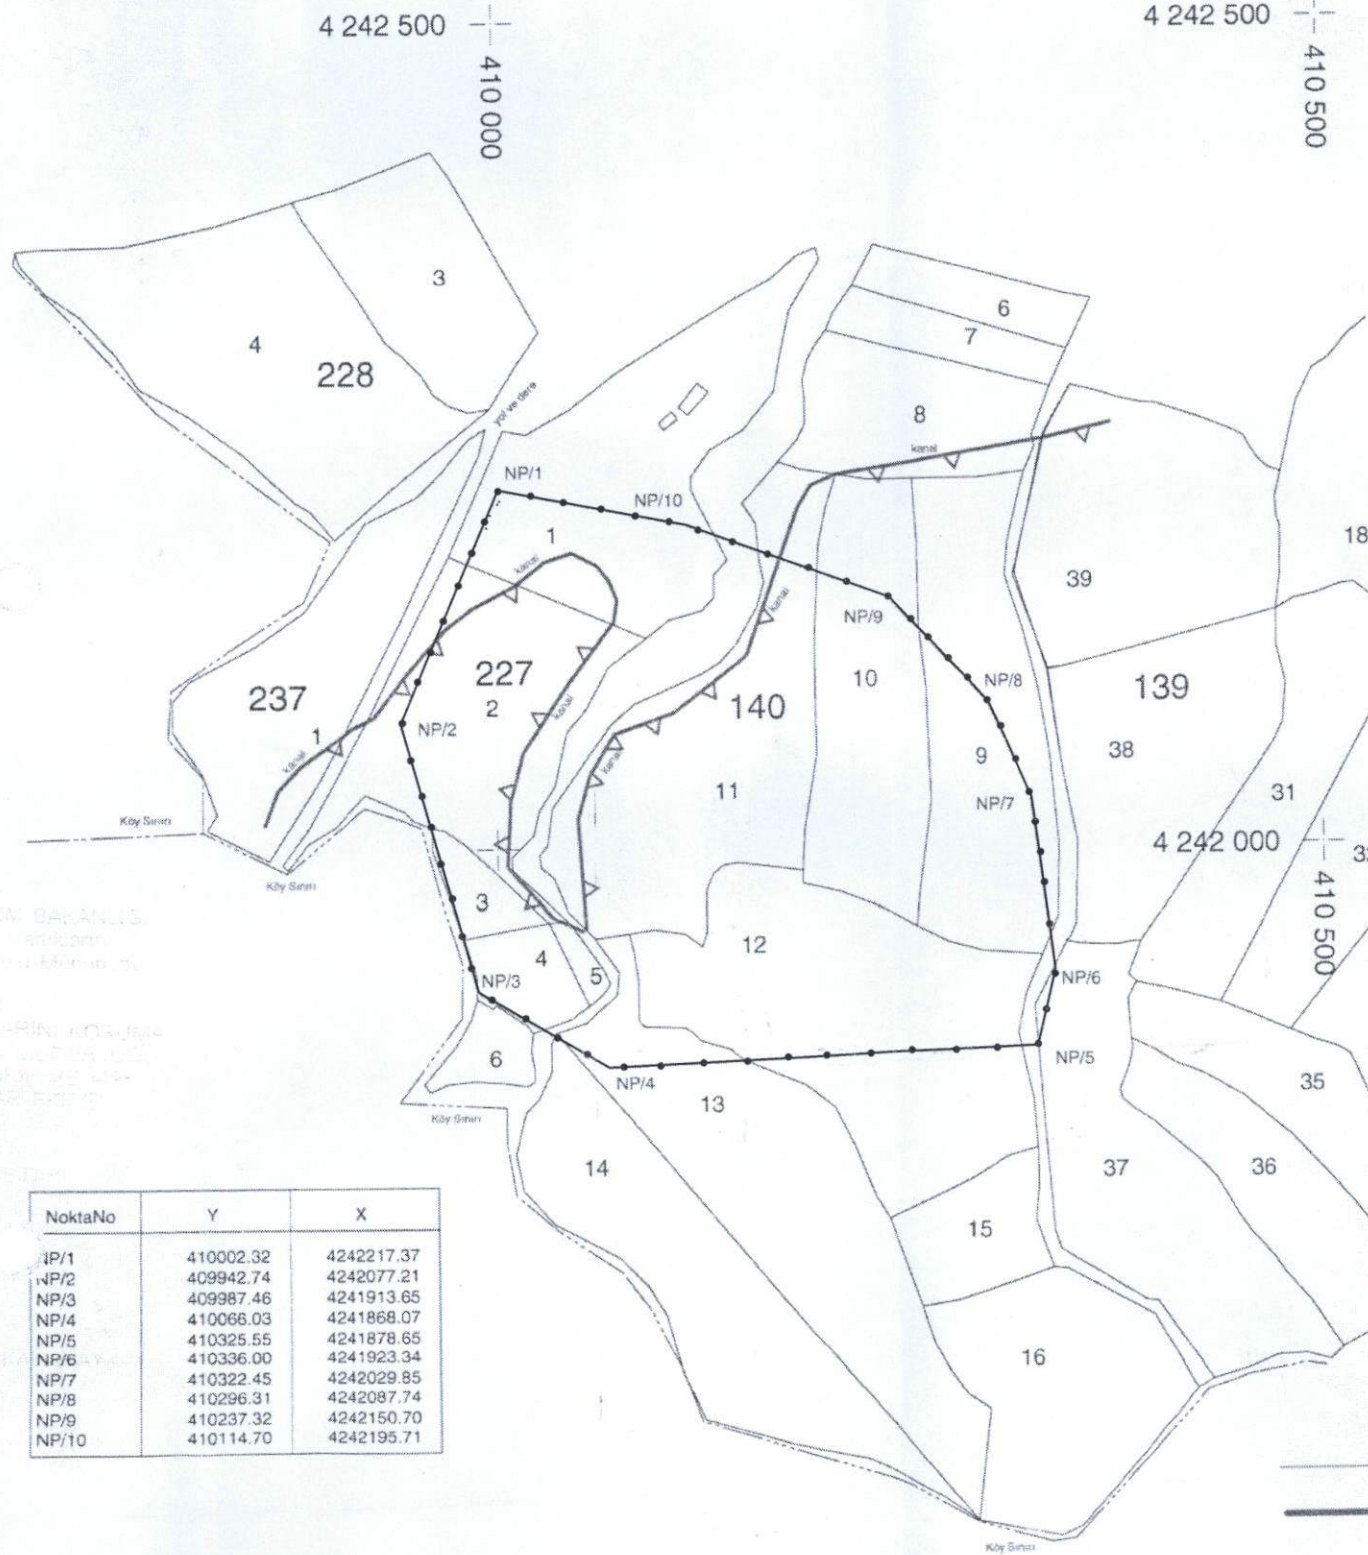 4 242 500
4 242 500
410 000
410 500
3
4
228
yol ve dere
6
7
8
kanal
NP/1
NP/10
1
kanal
18
39
kanal
NP/9
227
2
kanal
10
NP/8
140
139
237
1
kanal
NP/2
38
9
kanal
11
NP/7
31
Köy Sınırı
4 242 000
Köy Sınırı
410 500
3
12
4
5
NP/3
NP/6
6
NP/5
NP/4
13
35
Köy Sınırı
14
37
36
15
16
NoktaNo Y X
NP/1 410002.32 4242217.37
NP/2 409942.74 4242077.21
NP/3 409987.46 4241913.65
NP/4 410066.03 4241868.07
NP/5 410325.55 4241878.65
NP/6 410336.00 4241923.34
NP/7 410322.45 4242029.85
NP/8 410296.31 4242087.74
NP/9 410237.32 4242150.70
NP/10 410114.70 4242195.71
Köy Sınırı